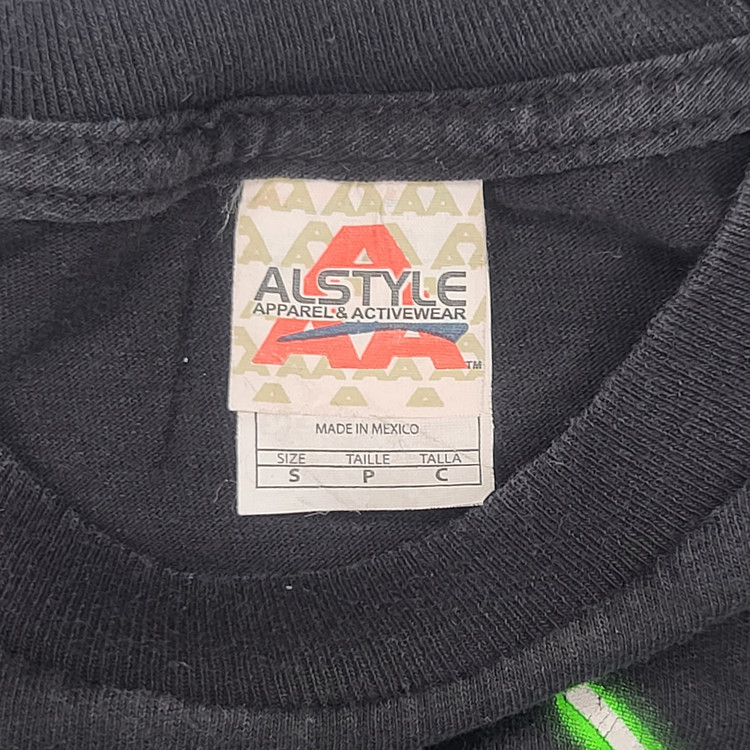 ALSTYLE
APPAREL & ACTIVEWEAR
TM
MADE IN MEXICO
SIZE TAILLE TALLA
S P C